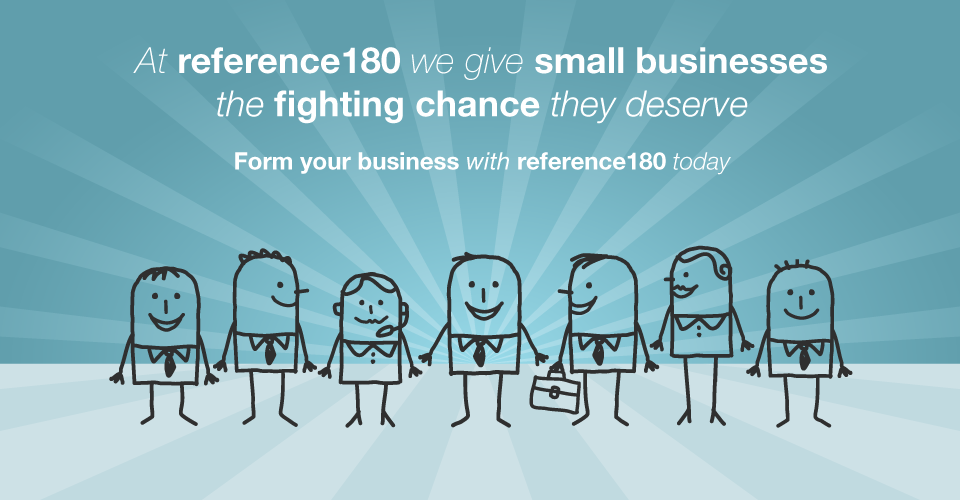 At reference180 we give small businesses
the fighting chance they deserve
Form your business with reference180 today